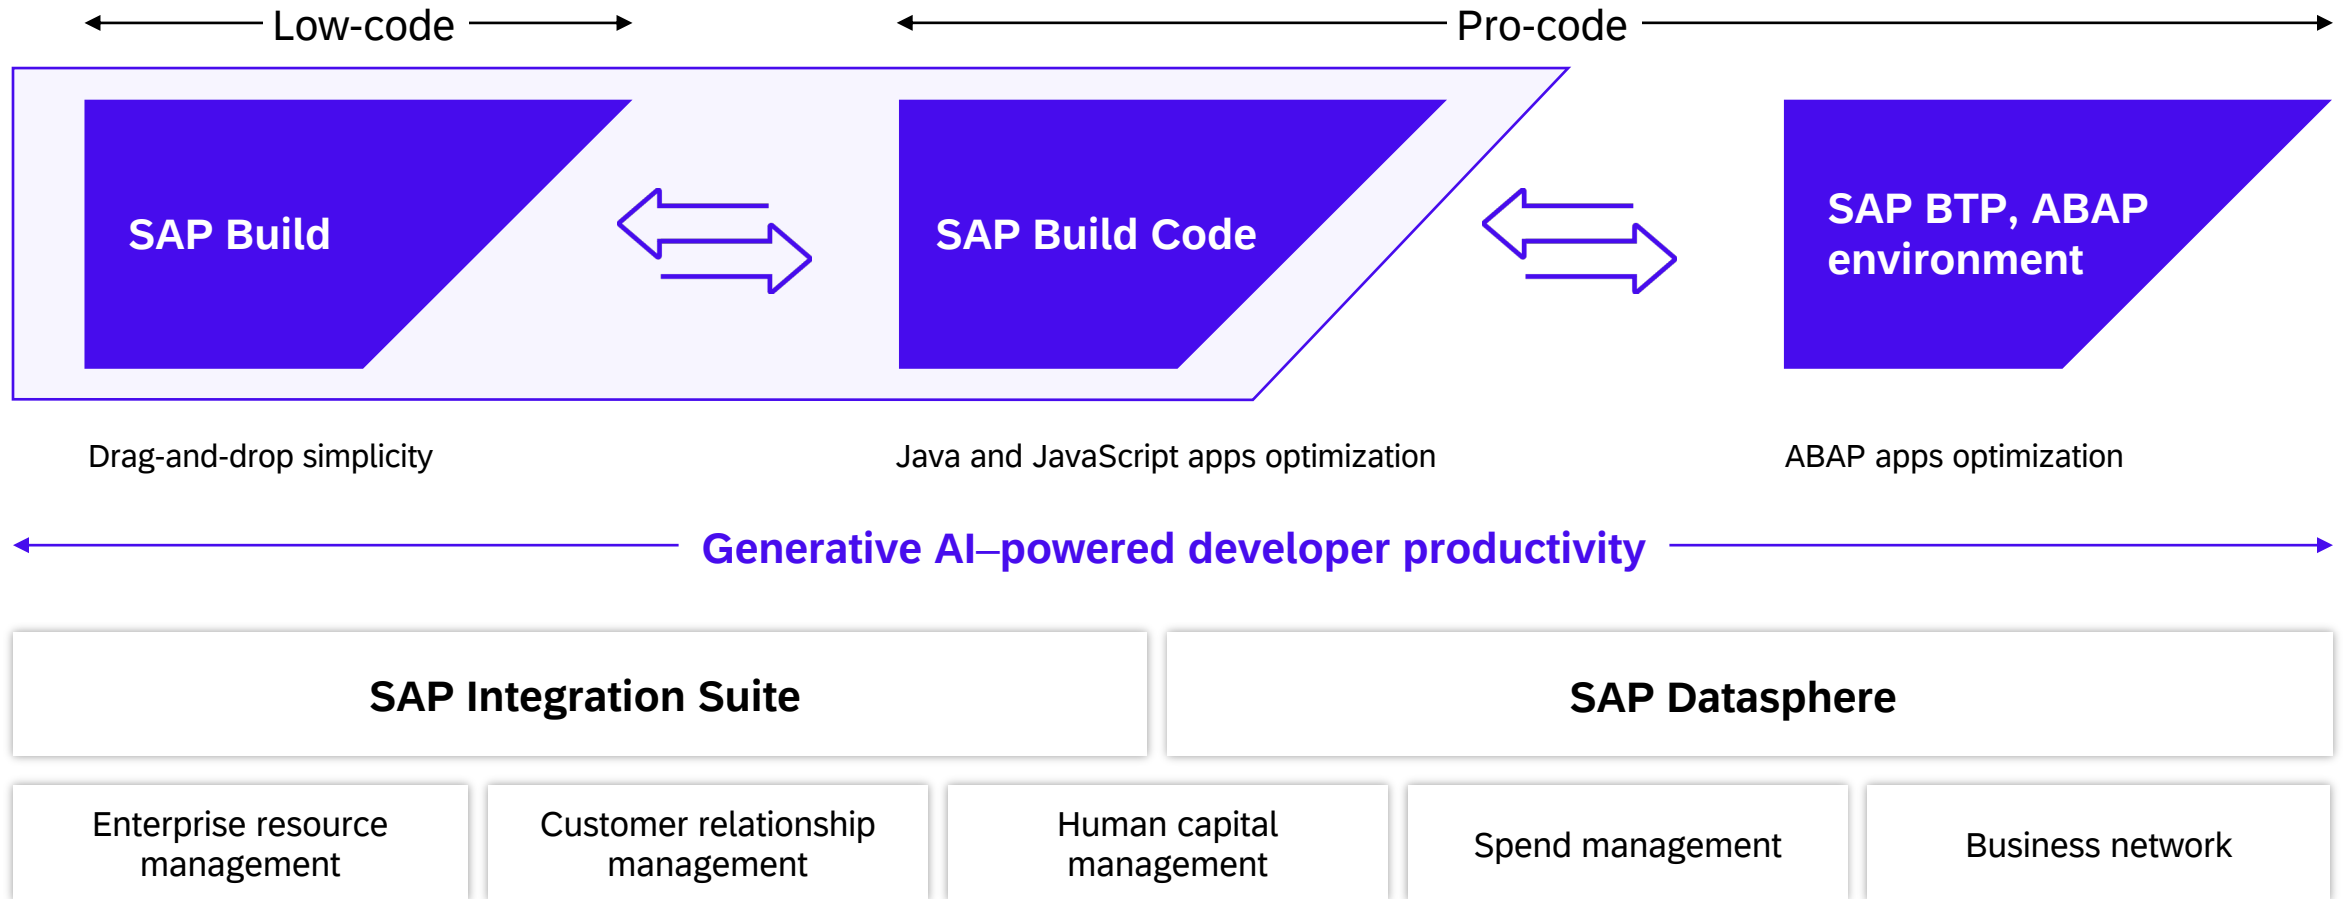 Low-code
Pro-code
SAP Build
SAP Build Code
SAP BTP, ABAP
environment
Drag-and-drop simplicity
Java and JavaScript apps optimization
ABAP apps optimization
Generative AI–powered developer productivity
SAP Integration Suite
SAP Datasphere
Enterprise resource
management
Customer relationship
management
Human capital
management
Spend management
Business network